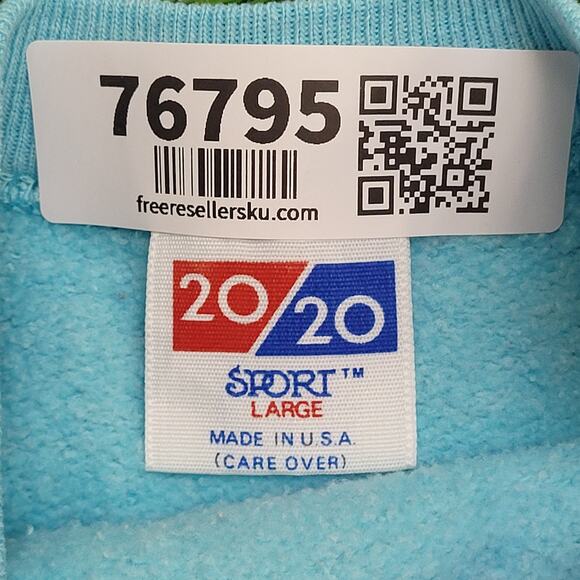 76795
freeresellersku.com
20/20
SPORT™
LARGE
MADE IN U.S.A.
(CARE OVER)